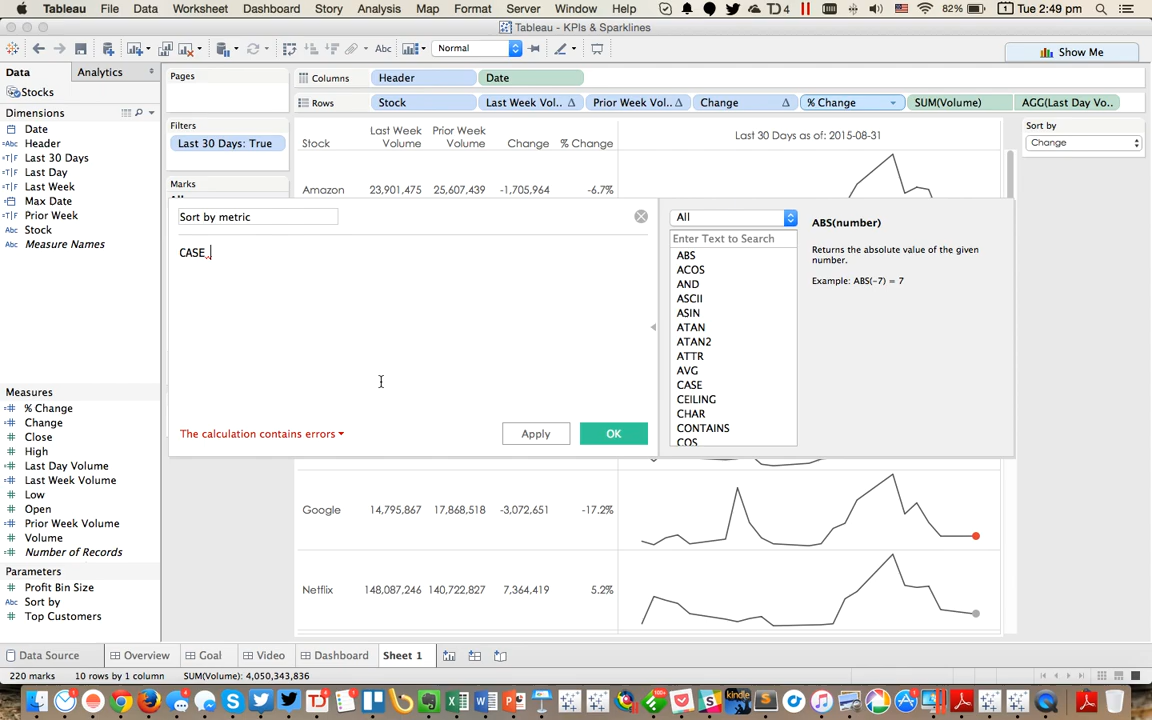 Tableau File Data Worksheet Dashboard Story Analysis Map Format Server Window Help 4 82% Tue 2:49 pm
Tableau - KPIs & Sparklines
Abc Normal Show Me
Data Analytics
Stocks
Dimensions
Date
Abc Header
T|F Last 30 Days
T|F Last Day
T|F Last Week
Max Date
T|F Prior Week
Abc Stock
Abc Measure Names
Measures
% Change
Change
Close
High
Last Day Volume
Last Week Volume
Low
Open
Prior Week Volume
Volume
Number of Records
Parameters
Profit Bin Size
Abc Sort by
Top Customers
Pages
Filters
Last 30 Days: True
Marks
Columns Header Date
Rows Stock Last Week Vol.. Δ Prior Week Vol.. Δ Change Δ % Change SUM(Volume) AGG(Last Day Vo..
Sort by
Change
Stock Last Week Volume Prior Week Volume Change % Change Last 30 Days as of: 2015-08-31
Amazon 23,901,475 25,607,439 -1,705,964 -6.7%
Sort by metric
CASE
The calculation contains errors
Apply OK
All
Enter Text to Search
ABS
ACOS
AND
ASCII
ASIN
ATAN
ATAN2
ATTR
AVG
CASE
CEILING
CHAR
CONTAINS
COS
ABS(number)
Returns the absolute value of the given
number.
Example: ABS(-7) = 7
Google 14,795,867 17,868,518 -3,072,651 -17.2%
Netflix 148,087,246 140,722,827 7,364,419 5.2%
Data Source Overview Goal Video Dashboard Sheet 1
220 marks 10 rows by 1 column SUM(Volume): 4,050,343,836